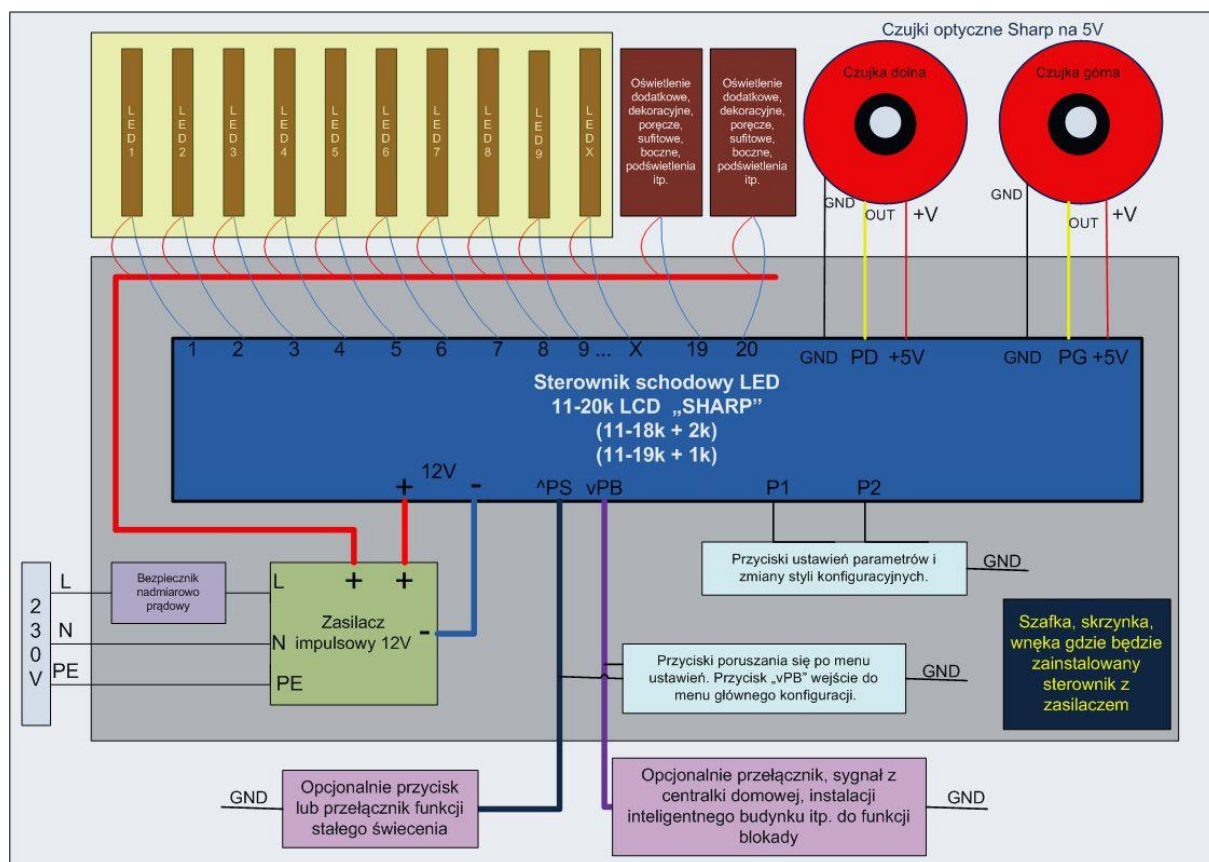 Czujki optyczne Sharp na 5V
LED1
LED2
LED3
LED4
LED5
LED6
LED7
LED8
LED9
LEDX
Oświetlenie
dodatkowe,
dekoracyjne,
poręcze,
sufitowe,
boczne,
podświetlenia
itp.
Oświetlenie
dodatkowe,
dekoracyjne,
poręcze,
sufitowe,
boczne,
podświetlenia
itp.
Czujka dolna
Czujka górna
GND
GND
OUT
+V
GND
OUT
+V
1 2 3 4 5 6 7 8 9 ... X 19 20
GND PD +5V
GND PG +5V
Sterownik schodowy LED
11-20k LCD „SHARP”
(11-18k + 2k)
(11-19k + 1k)
+ 12V -
^PS vPB
P1 P2
Przyciski ustawień parametrów i
zmiany styli konfiguracyjnych.
GND
230V
L
N
PE
Bezpiecznik
nadmiarowo
prądowy
L
+ +
Zasilacz
impulsowy 12V
-
N
PE
Przyciski poruszania się po menu
ustawień. Przycisk „vPB” wejście do
menu głównego konfiguracji.
GND
Szafka, skrzynka,
wnęka gdzie będzie
zainstalowany
sterownik z
zasilaczem
GND
Opcjonalnie przycisk
lub przełącznik funkcji
stałego świecenia
Opcjonalnie przełącznik, sygnał z
centralki domowej, instalacji
inteligentnego budynku itp. do funkcji
blokady
GND